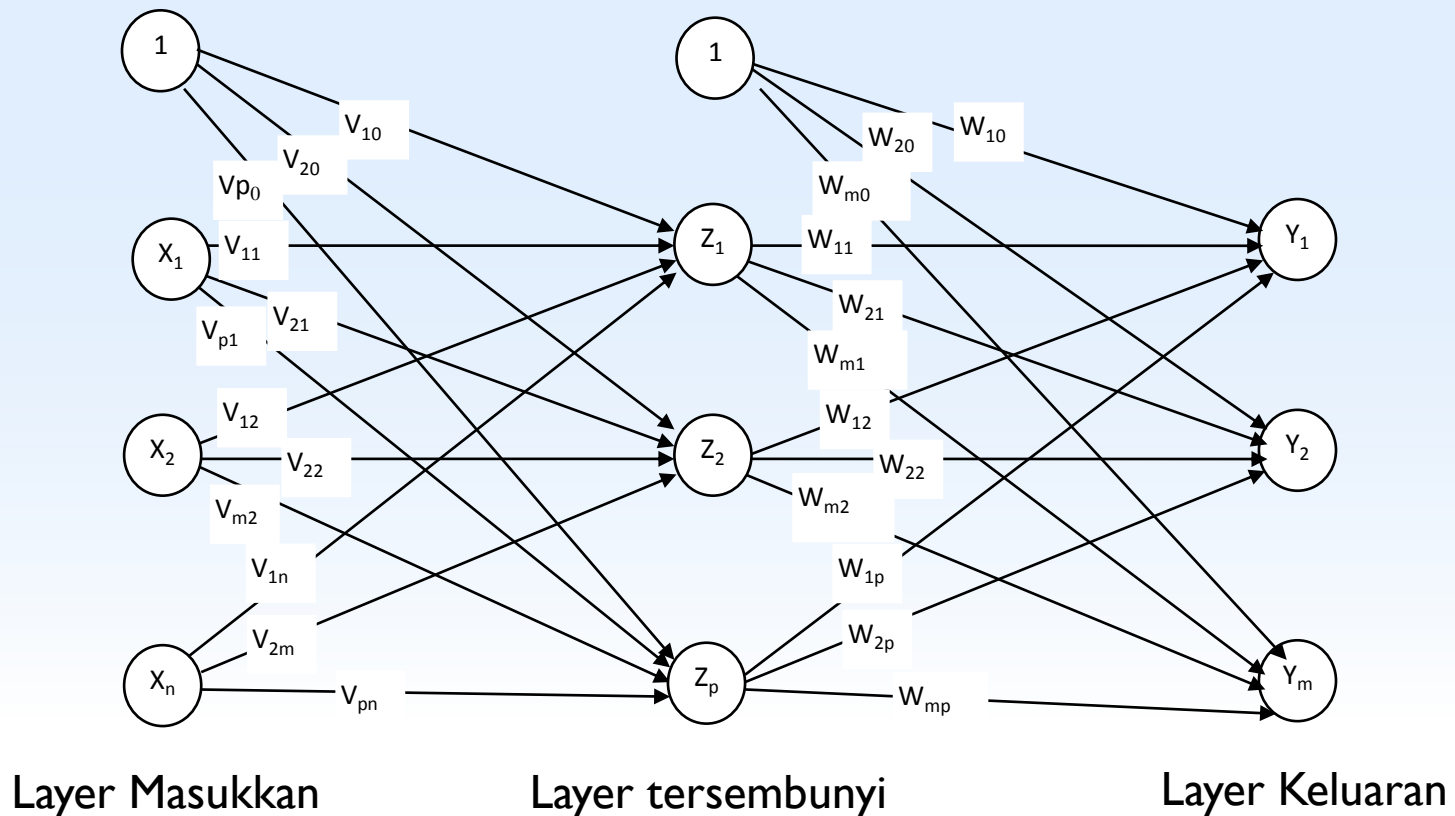 1
1
V10
W10
W20
V20
Vp0
Wm0
X1
V11
Z1
W11
Y1
V21
W21
Vp1
Wm1
V12
W12
X2
V22
Z2
W22
Y2
Vm2
Wm2
V1n
W1p
V2m
W2p
Xn
Vpn
Zp
Wmp
Ym
Layer Masukkan
Layer tersembunyi
Layer Keluaran